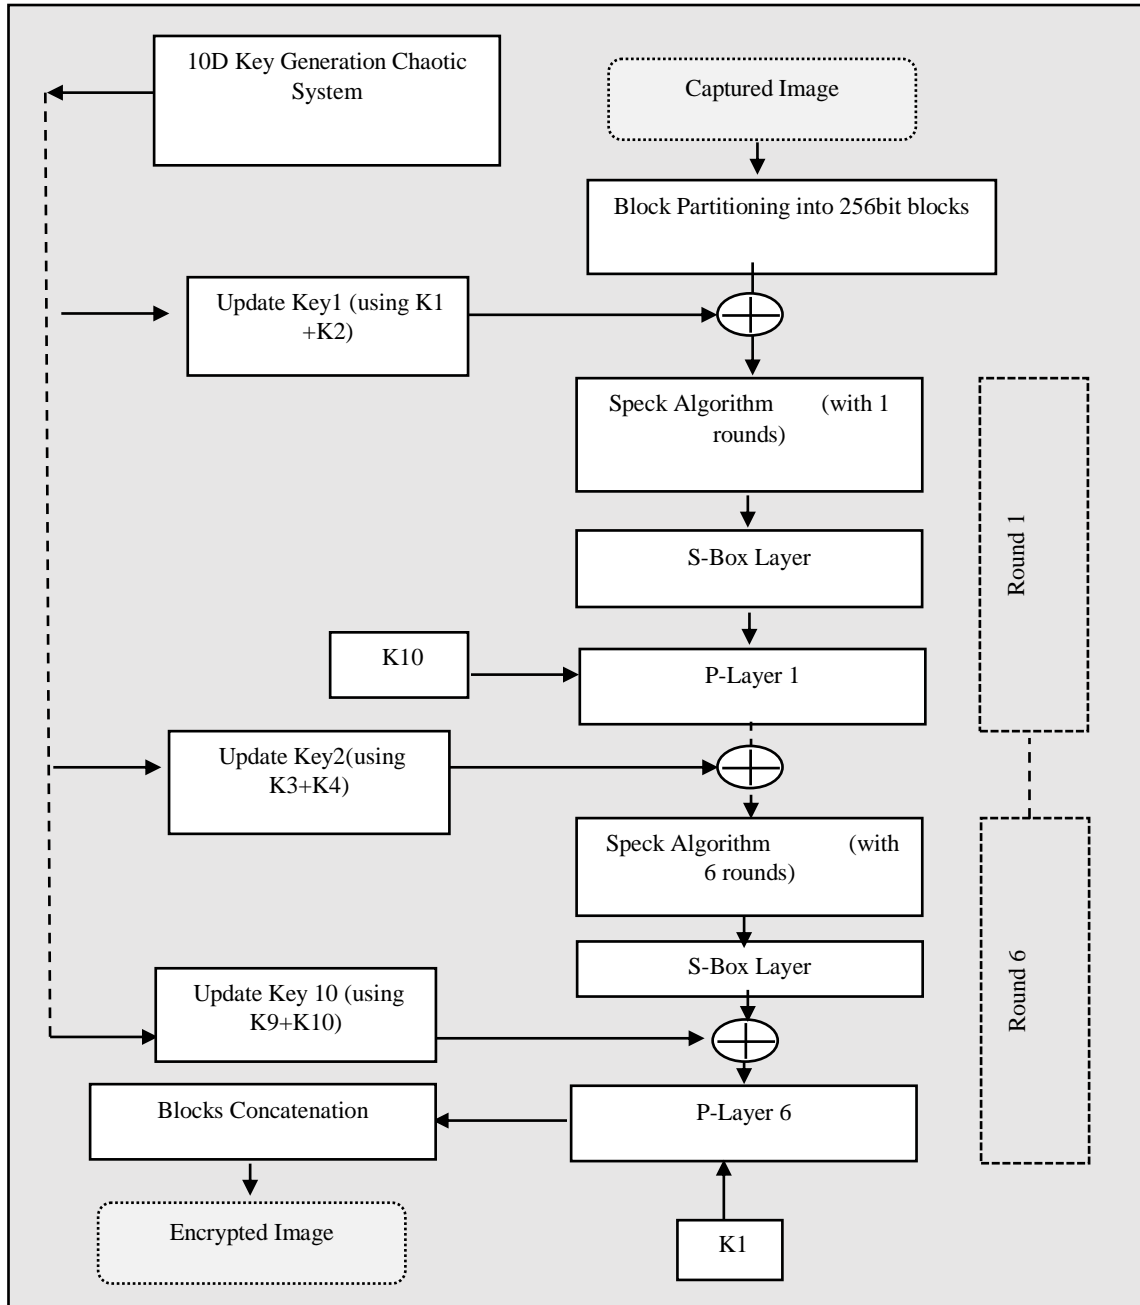 10D Key Generation Chaotic
System
Captured Image
Block Partitioning into 256bit blocks
Update Key1 (using K1
+K2)
Speck Algorithm (with 1
rounds)
Round 1
S-Box Layer
K10
P-Layer 1
Update Key2(using
K3+K4)
Speck Algorithm (with
6 rounds)
Round 6
S-Box Layer
Update Key 10 (using
K9+K10)
Blocks Concatenation
P-Layer 6
Encrypted Image
K1